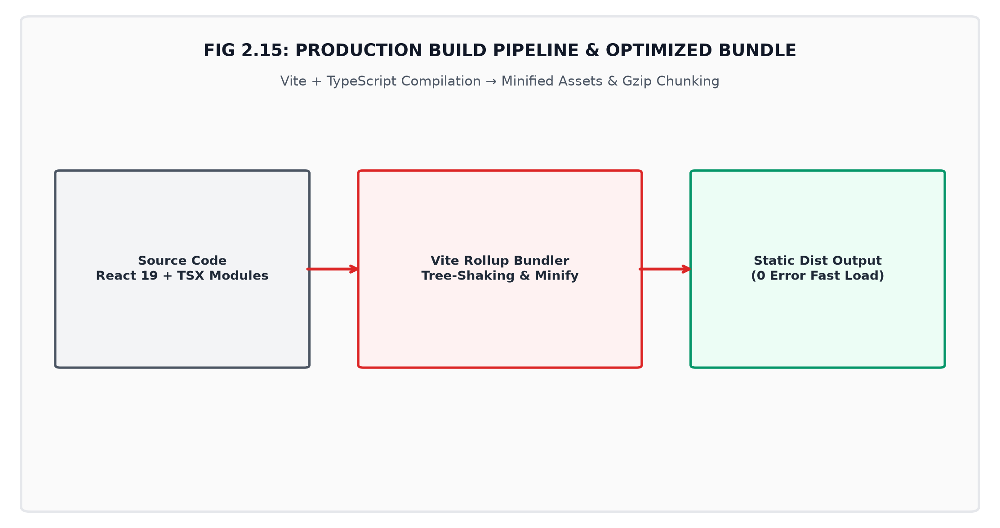 FIG 2.15: PRODUCTION BUILD PIPELINE & OPTIMIZED BUNDLE
Vite + TypeScript Compilation → Minified Assets & Gzip Chunking
Source Code
React 19 + TSX Modules
Vite Rollup Bundler
Tree-Shaking & Minify
Static Dist Output
(0 Error Fast Load)